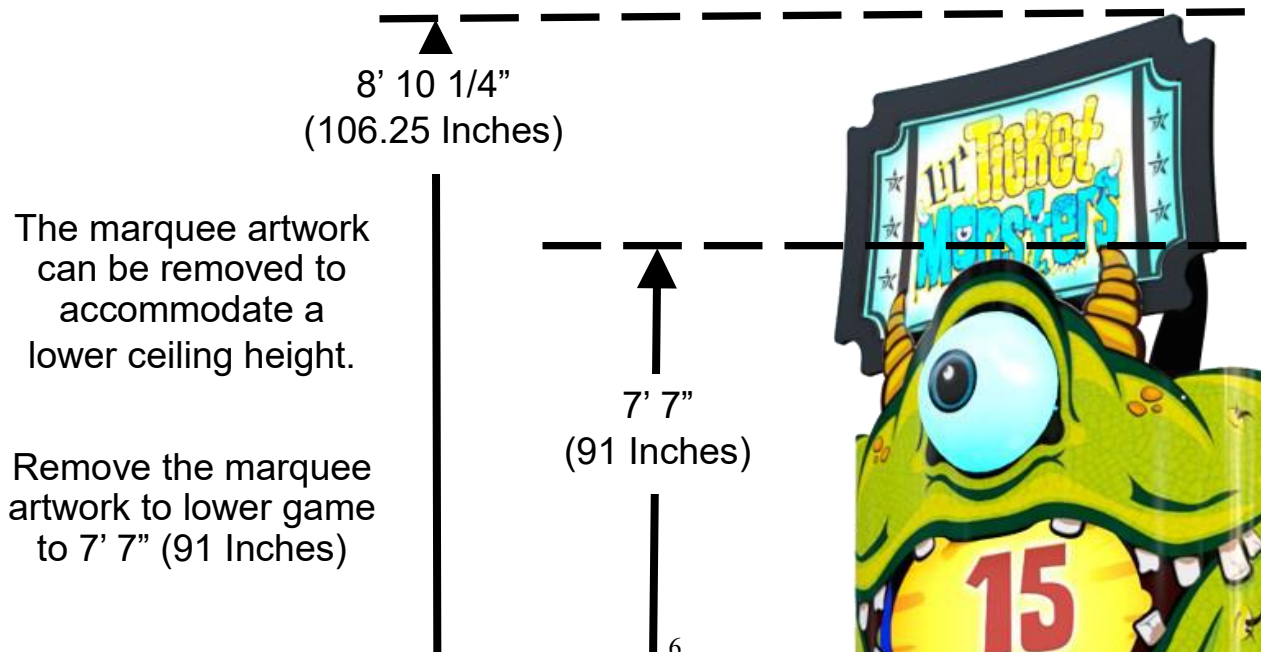 8’ 10 1/4”
(106.25 Inches)
The marquee artwork
can be removed to
accommodate a
lower ceiling height.
7’ 7”
(91 Inches)
Remove the marquee
artwork to lower game
to 7’ 7” (91 Inches)
LiL' Ticket
Monsters
15
6